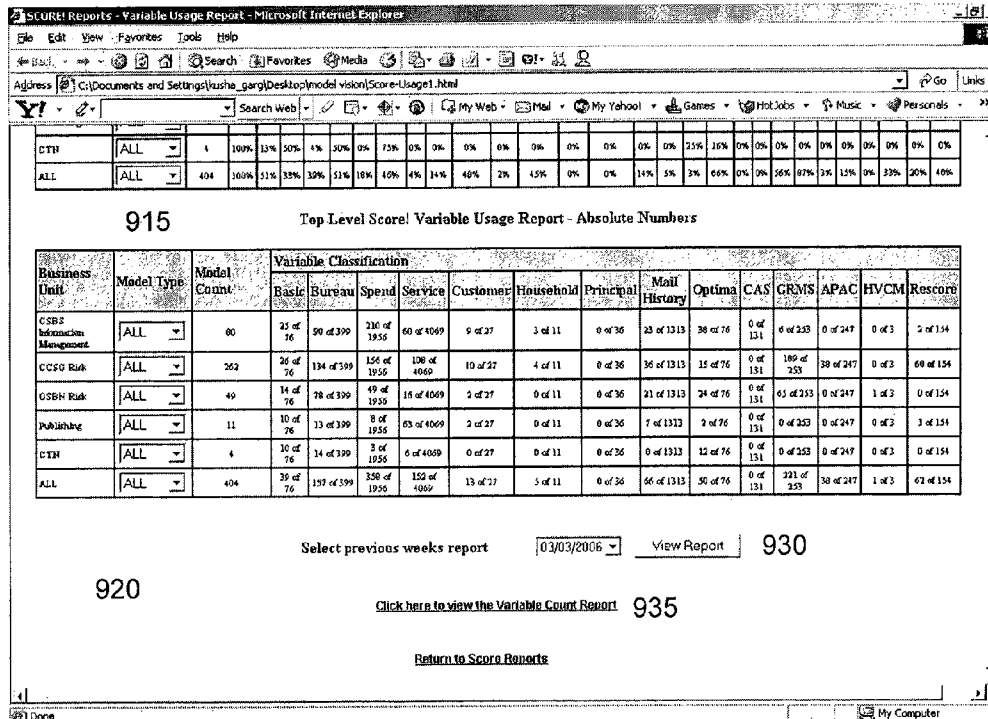 SCORE! Reports - Variable Usage Report - Microsoft Internet Explorer
File Edit View Favorites Tools Help
Back Search Favorites Media
Address C:\Documents and Settings\kusha_garg\Desktop\model vision\Score-Usage1.html Go Links
Y! Search Web My Web Mail My Yahoo! Games HotJobs Music Personals
CTN ALL 4 100% 13% 50% 4% 50% 0% 75% 0% 0% 0% 0% 0% 0% 0% 0% 0% 25% 16% 0% 0% 0% 0% 0% 0% 0% 0% 0% 0%
ALL ALL 404 100% 51% 33% 39% 51% 18% 46% 4% 14% 48% 2% 45% 0% 0% 14% 5% 3% 66% 0% 0% 56% 87% 3% 15% 0% 33% 20% 40%
915 Top Level Score! Variable Usage Report - Absolute Numbers
Business Unit Model Type Model Count Variable Classification
Basic Bureau Spend Service Customer Household Principal Mail History Optima CAS GRMS APAC HVCM Rescore
CSBS Information Management ALL 80 25 of 76 90 of 399 210 of 1956 60 of 4069 9 of 27 3 of 11 0 of 36 23 of 1313 38 of 76 0 of 131 6 of 253 0 of 247 0 of 3 2 of 154
CCSG Risk ALL 262 26 of 76 134 of 399 156 of 1956 108 of 4069 10 of 27 4 of 11 0 of 36 36 of 1313 15 of 76 0 of 131 189 of 253 38 of 247 0 of 3 60 of 154
OSBN Risk ALL 49 14 of 76 78 of 399 49 of 1956 16 of 4069 2 of 27 0 of 11 0 of 36 21 of 1313 24 of 76 0 of 131 65 of 253 0 of 247 1 of 3 0 of 154
Publishing ALL 11 10 of 76 13 of 399 8 of 1956 63 of 4069 2 of 27 0 of 11 0 of 36 7 of 1313 2 of 76 0 of 131 0 of 253 0 of 247 0 of 3 3 of 154
CTN ALL 4 10 of 76 14 of 399 3 of 1956 6 of 4069 0 of 27 0 of 11 0 of 36 0 of 1313 12 of 76 0 of 131 0 of 253 0 of 247 0 of 3 0 of 154
ALL ALL 404 39 of 76 157 of 399 358 of 1956 152 of 4069 13 of 27 5 of 11 0 of 36 66 of 1313 50 of 76 0 of 131 221 of 253 38 of 247 1 of 3 62 of 154
Select previous weeks report 03/03/2006 View Report 930
920
Click here to view the Variable Count Report 935
Return to Score Reports
Done My Computer